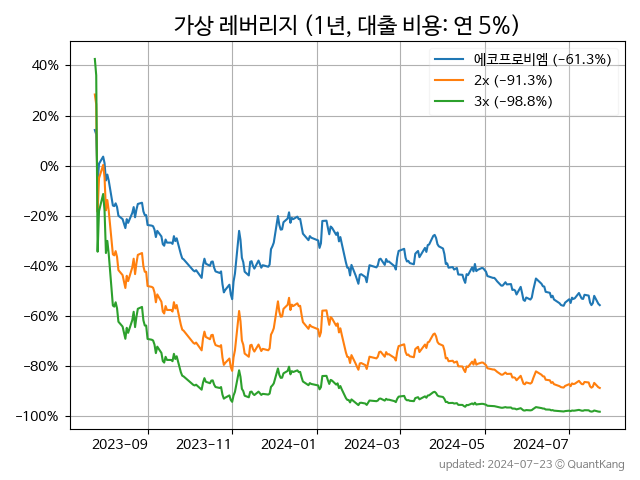 가상 레버리지 (1년, 대출 비용: 연 5%)
에코프로비엠 (−61.3%)
2x (−91.3%)
3x (−98.8%)
40%
20%
0%
−20%
−40%
−60%
−80%
−100%
2023-09 2023-11 2024-01 2024-03 2024-05 2024-07
updated: 2024-07-23 © QuantKang